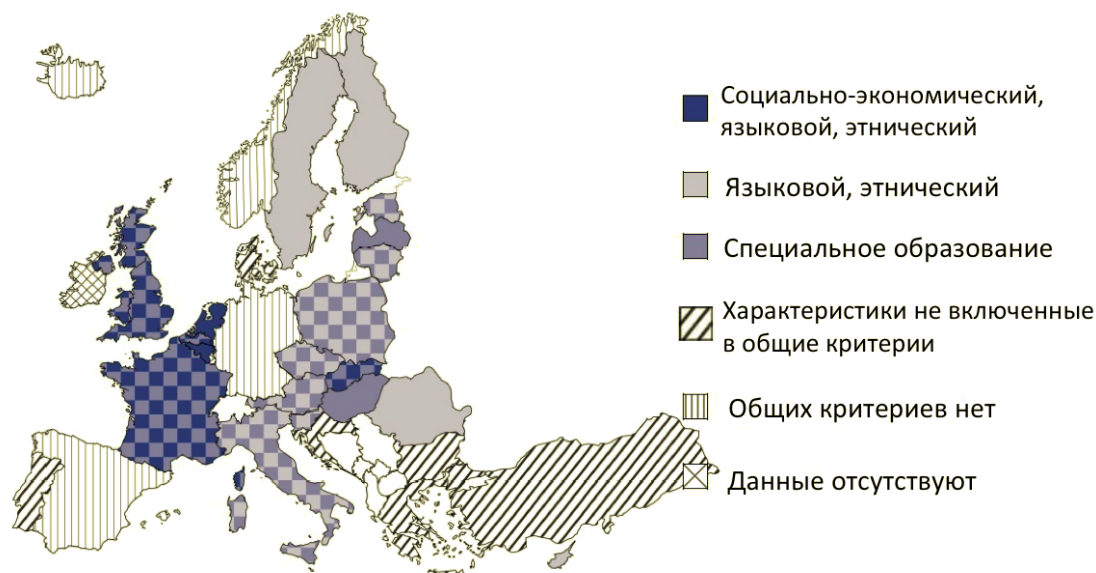 Социально-экономический,
языковой, этнический
Языковой, этнический
Специальное образование
Характеристики не включенные
в общие критерии
Общих критериев нет
Данные отсутствуют